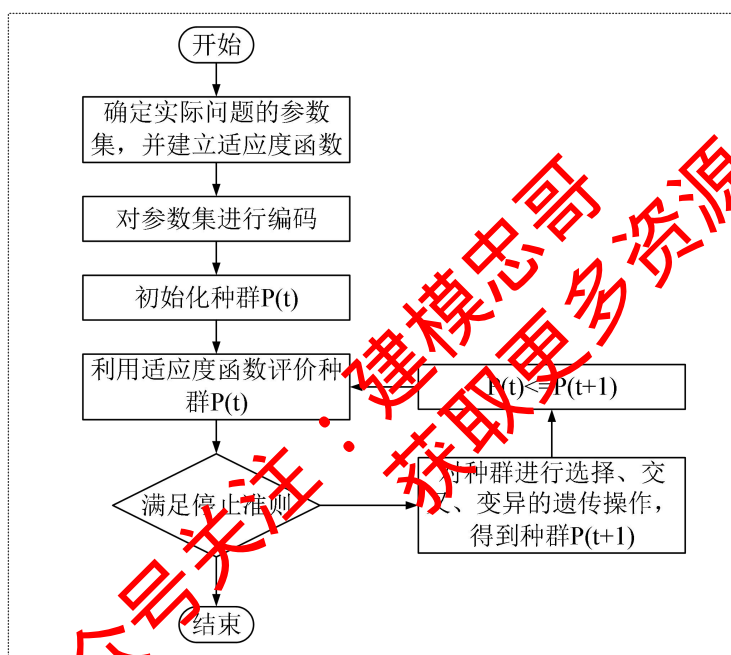 开始
确定实际问题的参数
集，并建立适应度函数
对参数集进行编码
初始化种群P(t)
利用适应度函数评价种
群P(t)
P(t)<=P(t+1)
满足停止准则
对种群进行选择、交
叉、变异的遗传操作，
得到种群P(t+1)
结束
众号关注：建模忠哥
获取更多资源